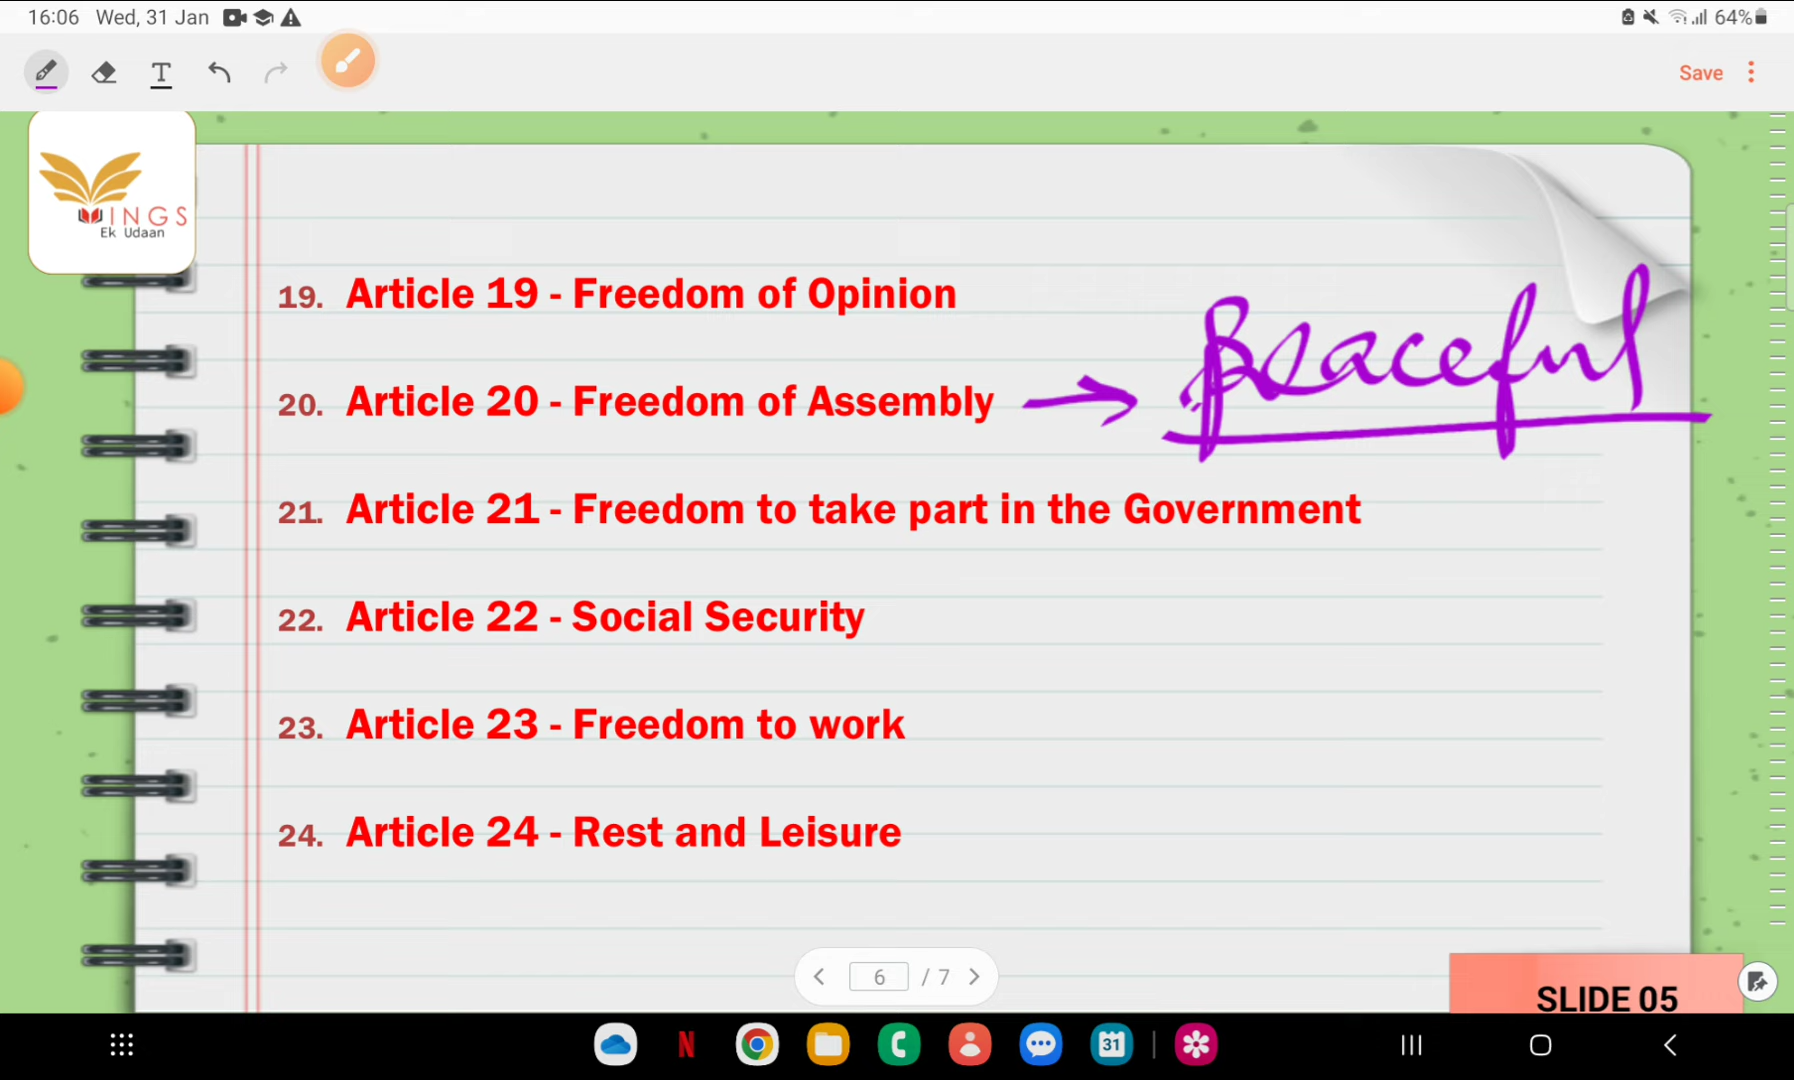 16:06 Wed, 31 Jan
64%
T
Save
WINGS
Ek Udaan
19. Article 19 - Freedom of Opinion
20. Article 20 - Freedom of Assembly → Peaceful
21. Article 21 - Freedom to take part in the Government
22. Article 22 - Social Security
23. Article 23 - Freedom to work
24. Article 24 - Rest and Leisure
6 / 7
SLIDE 05
N
31